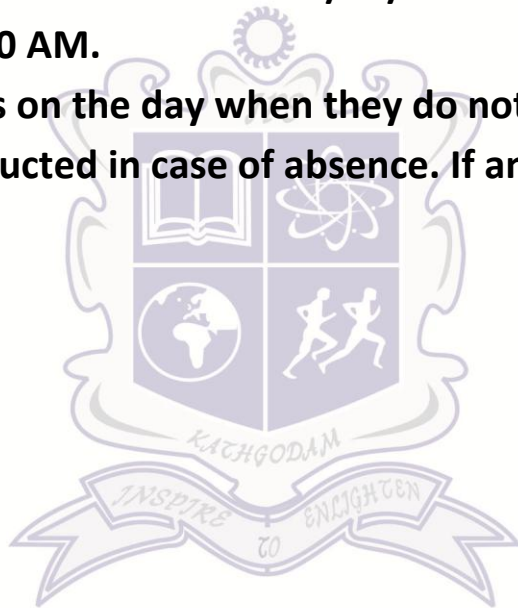 0 AM.
s on the day when they do not
ucted in case of absence. If an
KATHGODAM
INSPIRE TO ENLIGHTEN